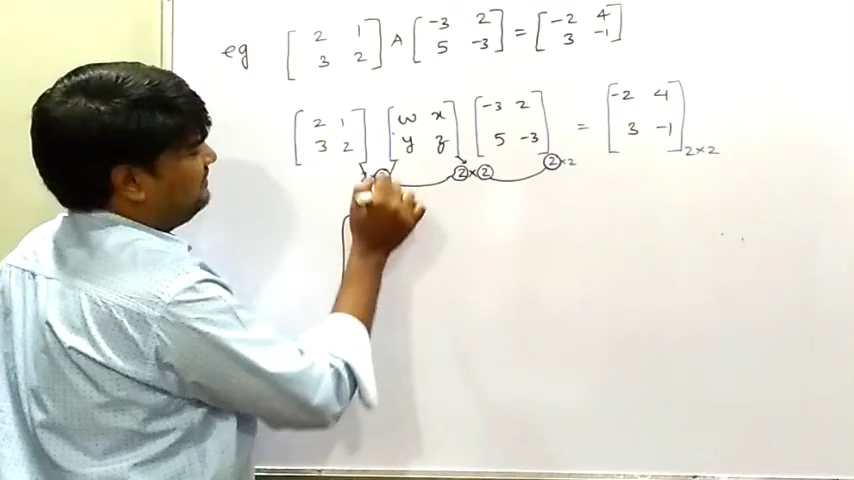 eg [ 2 1 3 2 ] A [ -3 2 5 -3 ] = [ -2 4 3 -1 ]
[ 2 1 3 2 ] [ w x y z ] [ -3 2 5 -3 ] = [ -2 4 3 -1 ] 2×2
2×2 2×2